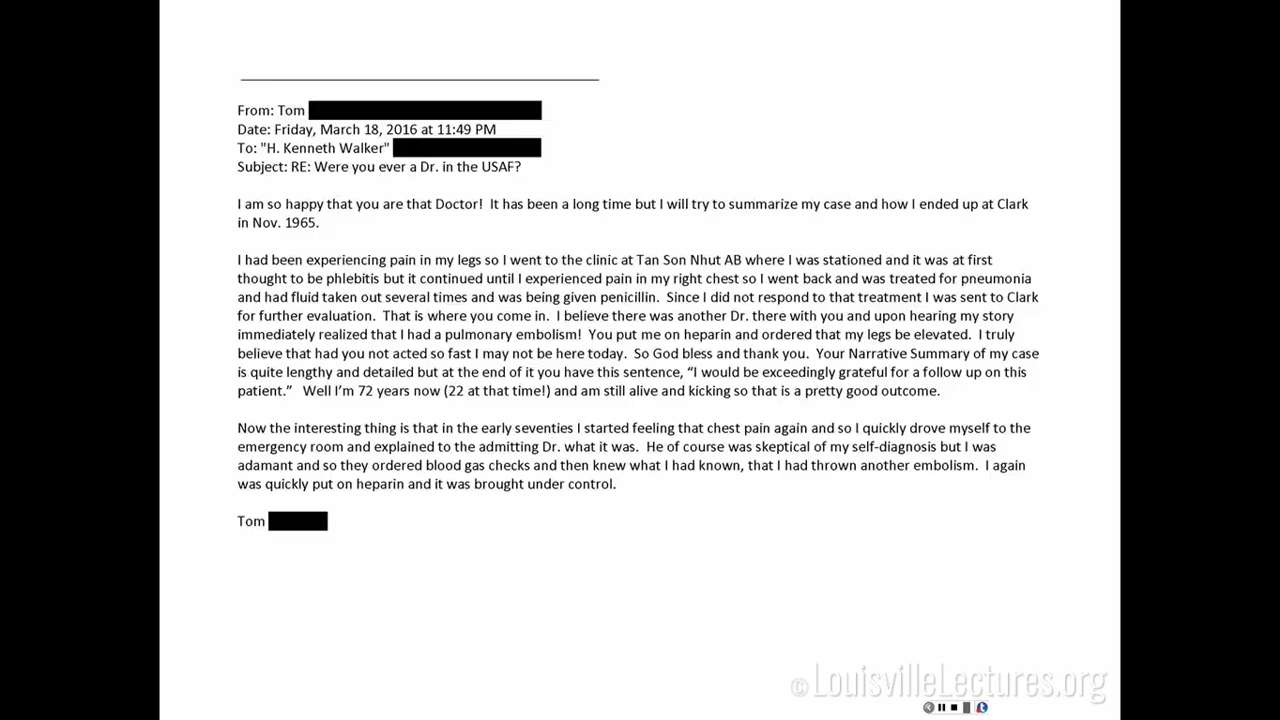 From: Tom
Date: Friday, March 18, 2016 at 11:49 PM
To: "H. Kenneth Walker"
Subject: RE: Were you ever a Dr. in the USAF?
I am so happy that you are that Doctor!  It has been a long time but I will try to summarize my case and how I ended up at Clark
in Nov. 1965.
I had been experiencing pain in my legs so I went to the clinic at Tan Son Nhut AB where I was stationed and it was at first
thought to be phlebitis but it continued until I experienced pain in my right chest so I went back and was treated for pneumonia
and had fluid taken out several times and was being given penicillin.  Since I did not respond to that treatment I was sent to Clark
for further evaluation.  That is where you come in.  I believe there was another Dr. there with you and upon hearing my story
immediately realized that I had a pulmonary embolism!  You put me on heparin and ordered that my legs be elevated.  I truly
believe that had you not acted so fast I may not be here today.  So God bless and thank you.  Your Narrative Summary of my case
is quite lengthy and detailed but at the end of it you have this sentence, “I would be exceedingly grateful for a follow up on this
patient.”   Well I’m 72 years now (22 at that time!) and am still alive and kicking so that is a pretty good outcome.
Now the interesting thing is that in the early seventies I started feeling that chest pain again and so I quickly drove myself to the
emergency room and explained to the admitting Dr. what it was.  He of course was skeptical of my self-diagnosis but I was
adamant and so they ordered blood gas checks and then knew what I had known, that I had thrown another embolism.  I again
was quickly put on heparin and it was brought under control.
Tom
©LouisvilleLectures.org